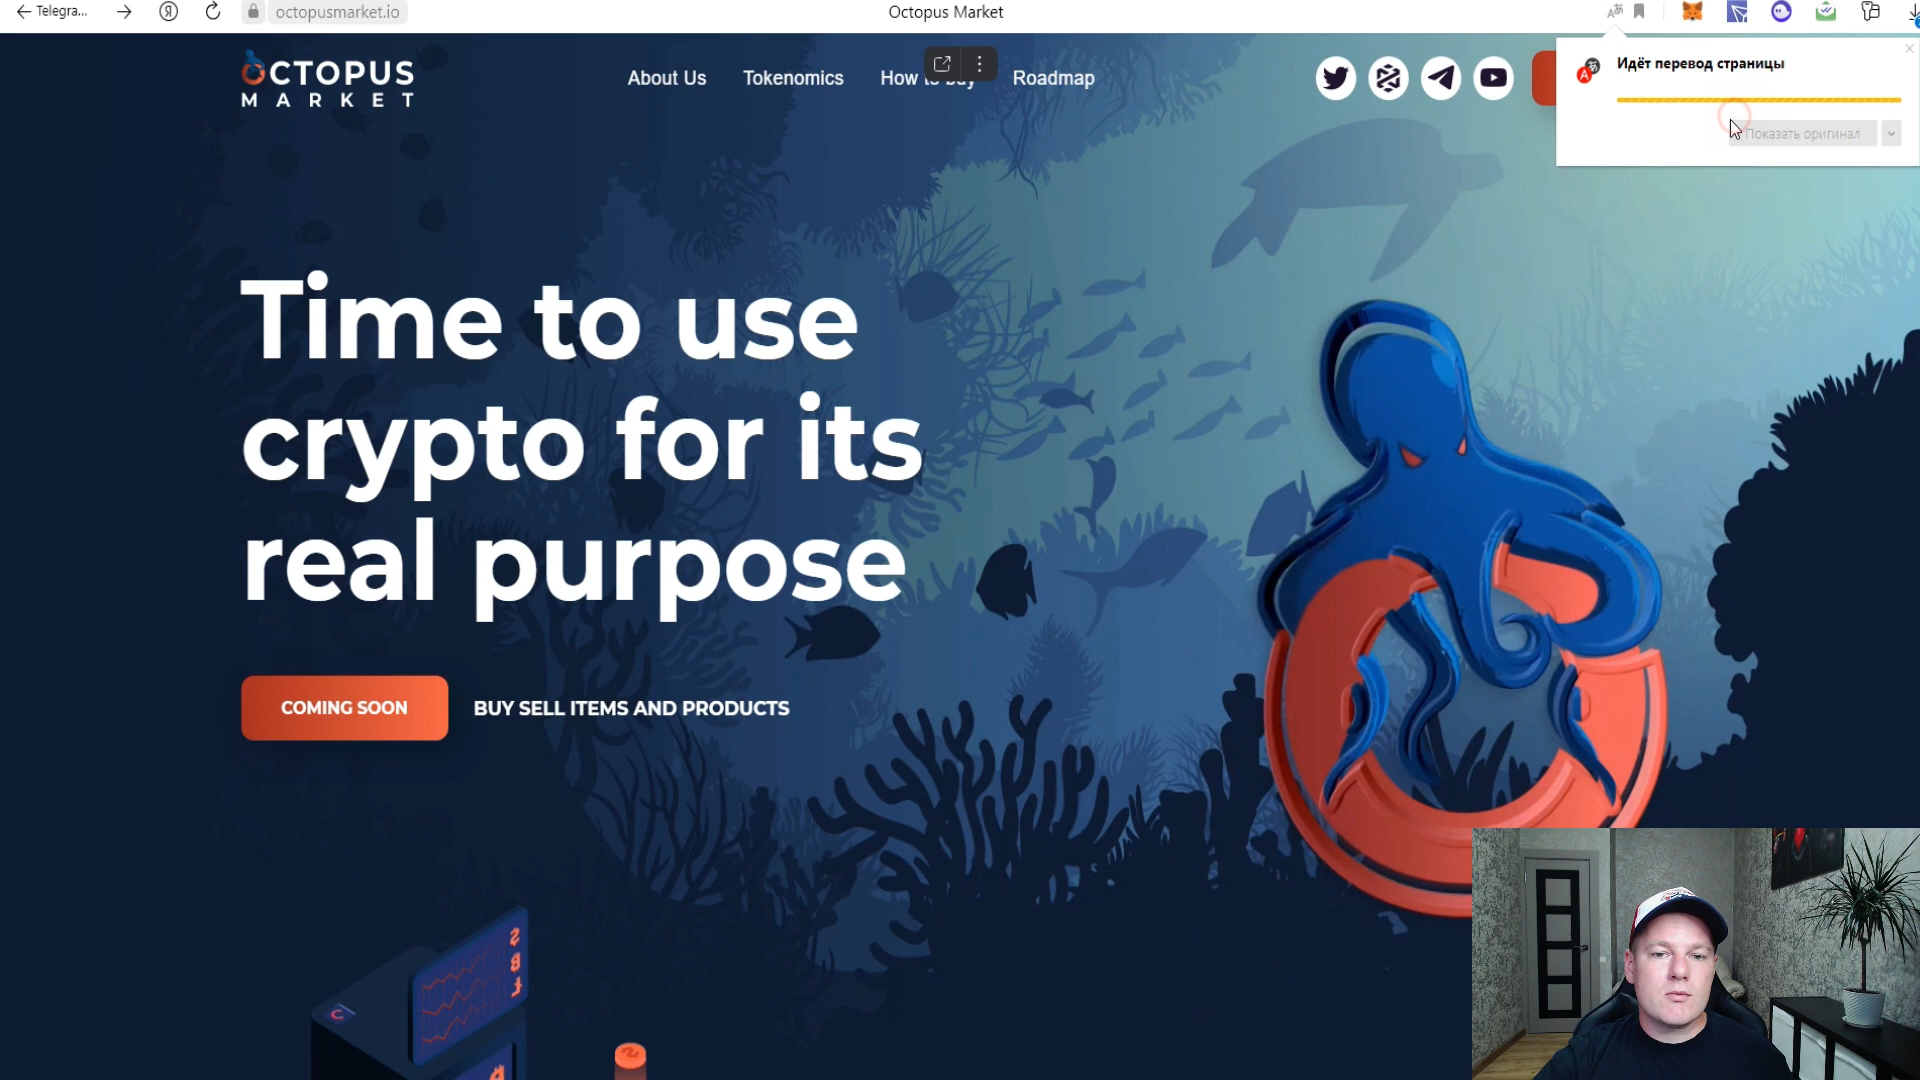 Telegra...
octopusmarket.io
Octopus Market
OCTOPUS
MARKET
About Us
Tokenomics
How to buy
Roadmap
Идёт перевод страницы
Показать оригинал
Time to use
crypto for its
real purpose
COMING SOON
BUY SELL ITEMS AND PRODUCTS